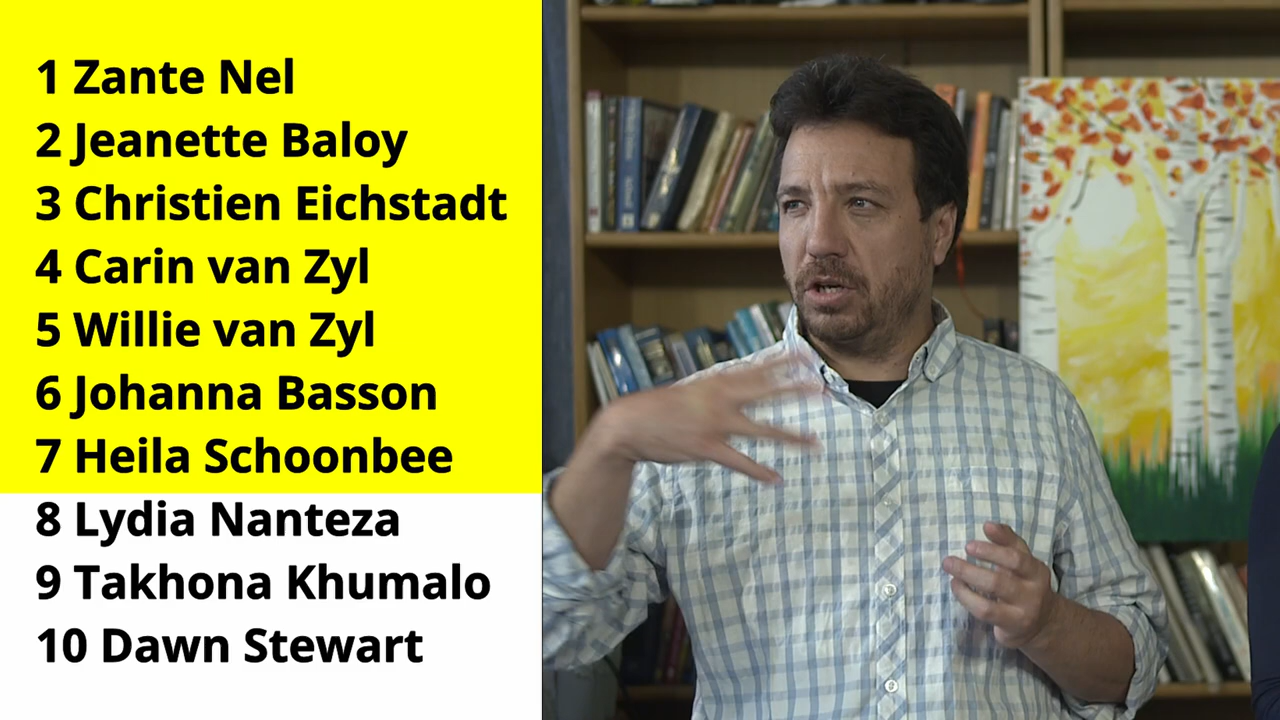 1 Zante Nel
2 Jeanette Baloy
3 Christien Eichstadt
4 Carin van Zyl
5 Willie van Zyl
6 Johanna Basson
7 Heila Schoonbee
8 Lydia Nanteza
9 Takhona Khumalo
10 Dawn Stewart